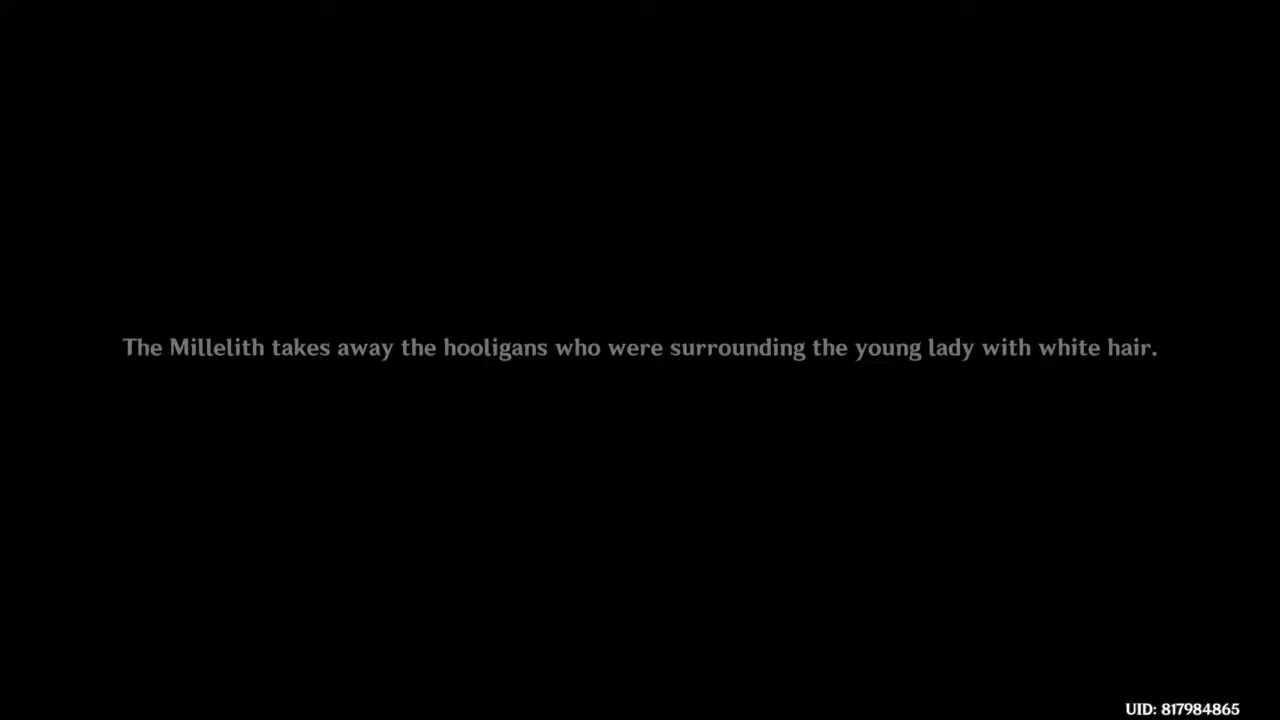 The Millelith takes away the hooligans who were surrounding the young lady with white hair.
UID: 817984865